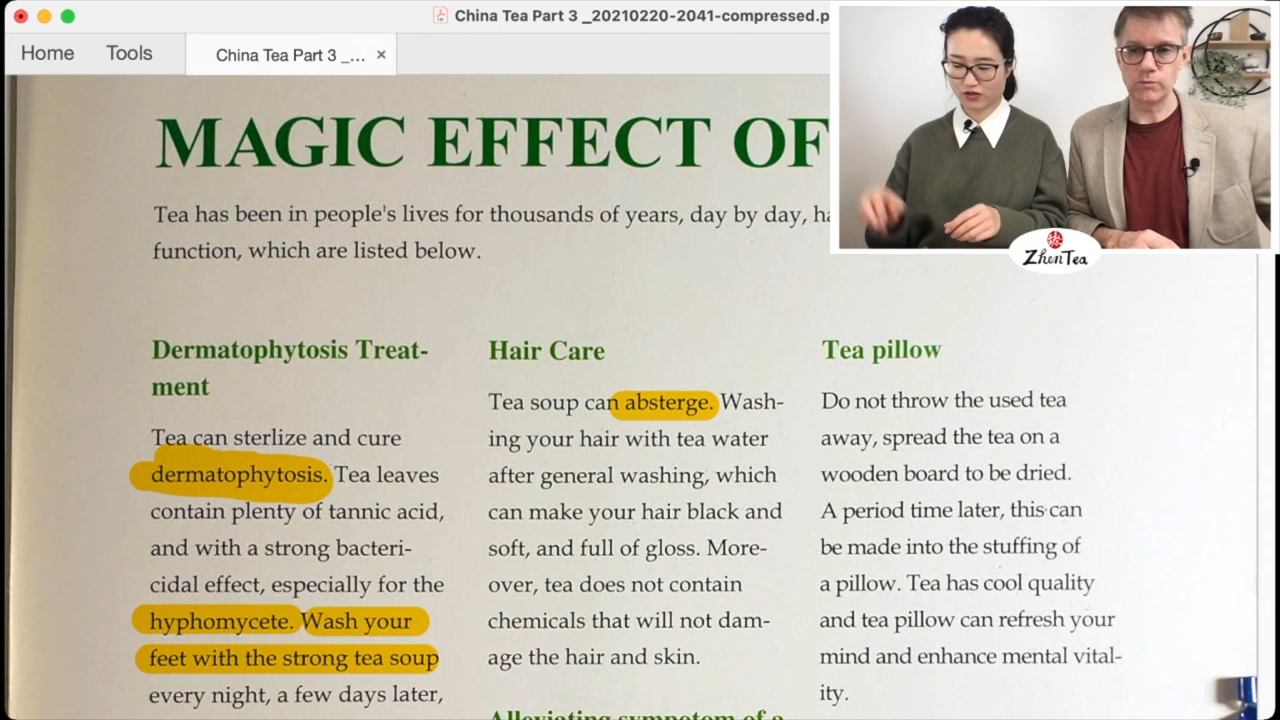 China Tea Part 3 _20210220-2041-compressed.p
Home
Tools
China Tea Part 3 _... ×
MAGIC EFFECT OF
Tea has been in people's lives for thousands of years, day by day, ha
function, which are listed below.
ZhenTea
Dermatophytosis Treat-
ment
Tea can sterlize and cure
dermatophytosis. Tea leaves
contain plenty of tannic acid,
and with a strong bacteri-
cidal effect, especially for the
hyphomycete. Wash your
feet with the strong tea soup
every night, a few days later,
Hair Care
Tea soup can absterge. Wash-
ing your hair with tea water
after general washing, which
can make your hair black and
soft, and full of gloss. More-
over, tea does not contain
chemicals that will not dam-
age the hair and skin.
Alleviating symptom of a
Tea pillow
Do not throw the used tea
away, spread the tea on a
wooden board to be dried.
A period time later, this can
be made into the stuffing of
a pillow. Tea has cool quality
and tea pillow can refresh your
mind and enhance mental vital-
ity.